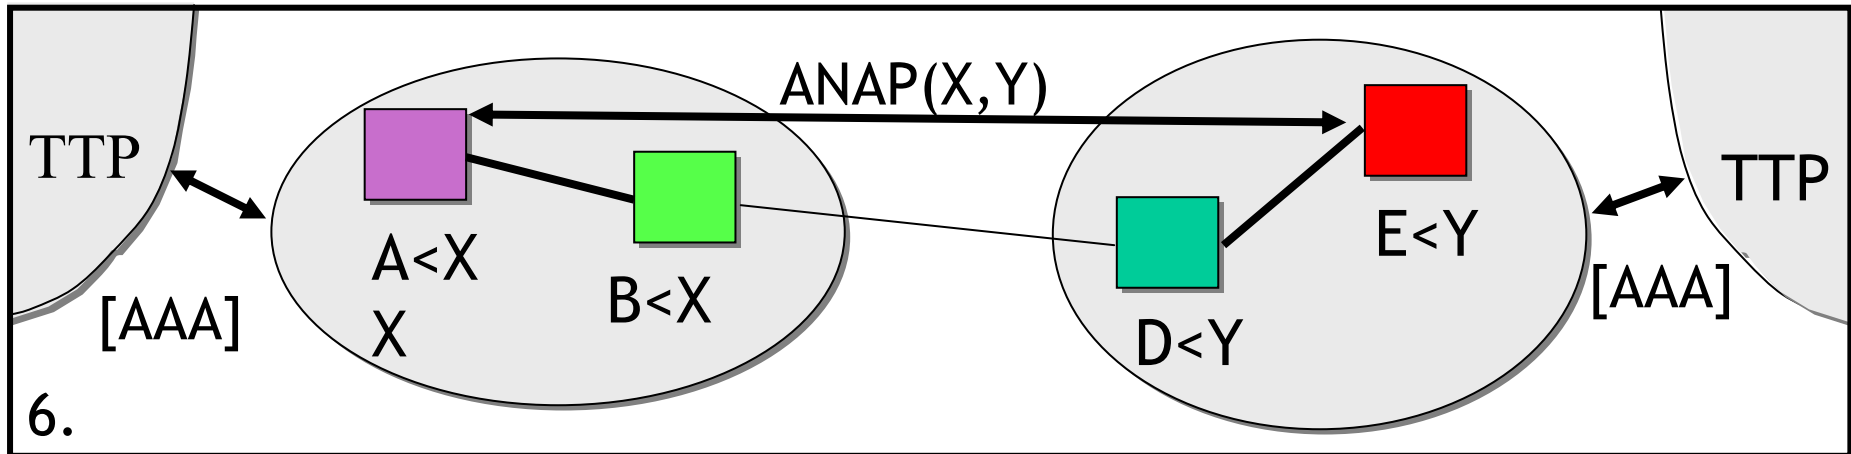 ANAP(X,Y)
TTP
[AAA]
A<X
X
B<X
D<Y
E<Y
[AAA]
TTP
6.